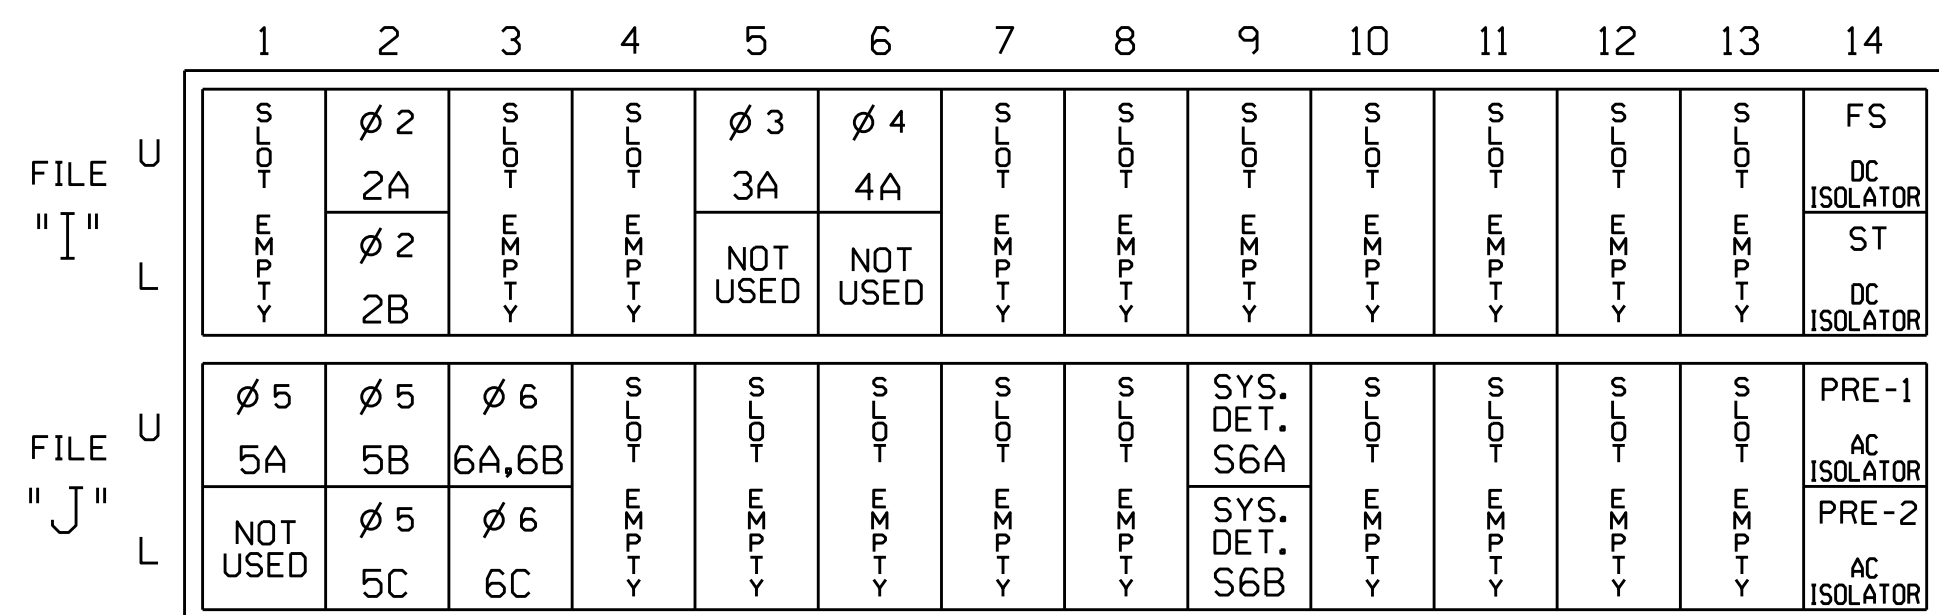 1 2 3 4 5 6 7 8 9 10 11 12 13 14
FILE "I"
U
SLOT EMPTY
Ø 2
2A
SLOT EMPTY
SLOT EMPTY
Ø 3
3A
Ø 4
4A
SLOT EMPTY
SLOT EMPTY
SLOT EMPTY
SLOT EMPTY
SLOT EMPTY
SLOT EMPTY
SLOT EMPTY
FS
DC
ISOLATOR
L
Ø 2
2B
NOT
USED
NOT
USED
ST
DC
ISOLATOR
FILE "J"
U
Ø 5
5A
Ø 5
5B
Ø 6
6A,6B
SLOT EMPTY
SLOT EMPTY
SLOT EMPTY
SLOT EMPTY
SLOT EMPTY
SYS.
DET.
S6A
SLOT EMPTY
SLOT EMPTY
SLOT EMPTY
SLOT EMPTY
PRE-1
AC
ISOLATOR
L
NOT
USED
Ø 5
5C
Ø 6
6C
SYS.
DET.
S6B
PRE-2
AC
ISOLATOR